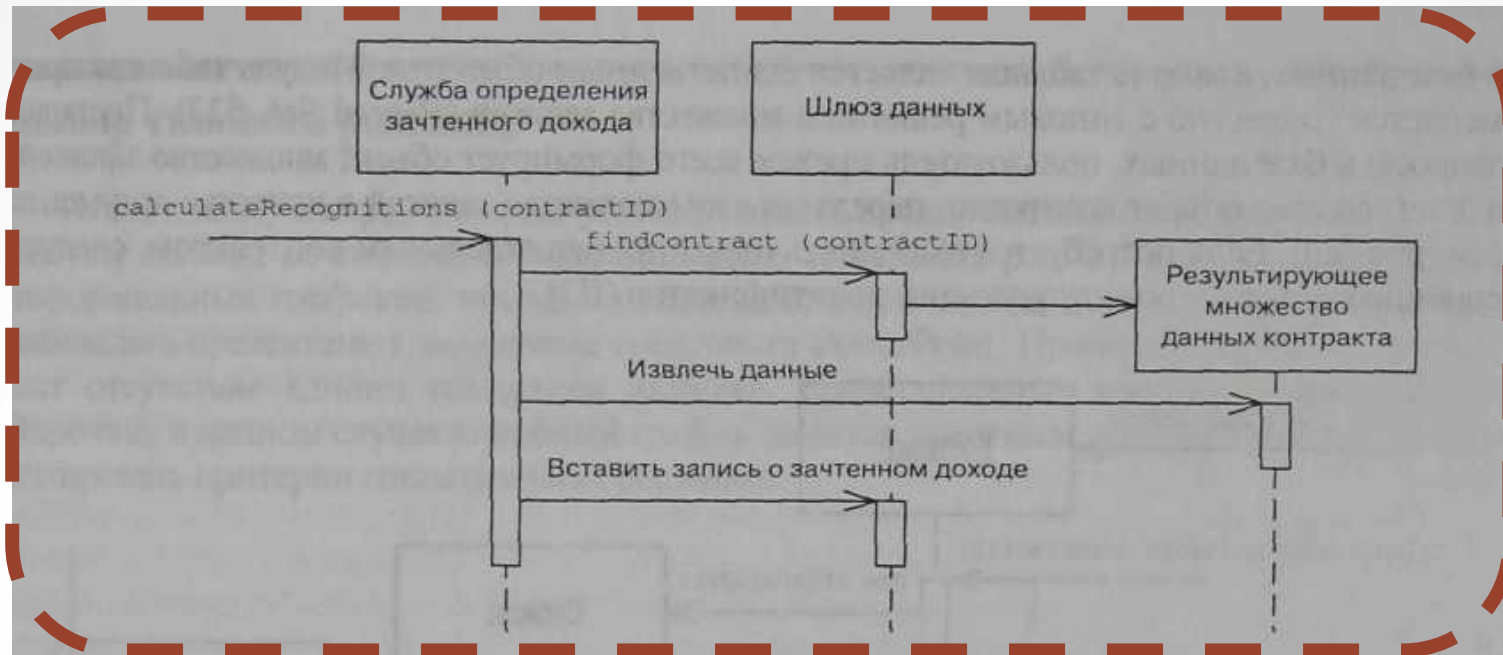 Служба определения
зачтенного дохода
Шлюз данных
calculateRecognitions (contractID)
findContract (contractID)
Результирующее
множество
данных контракта
Извлечь данные
Вставить запись о зачтенном доходе